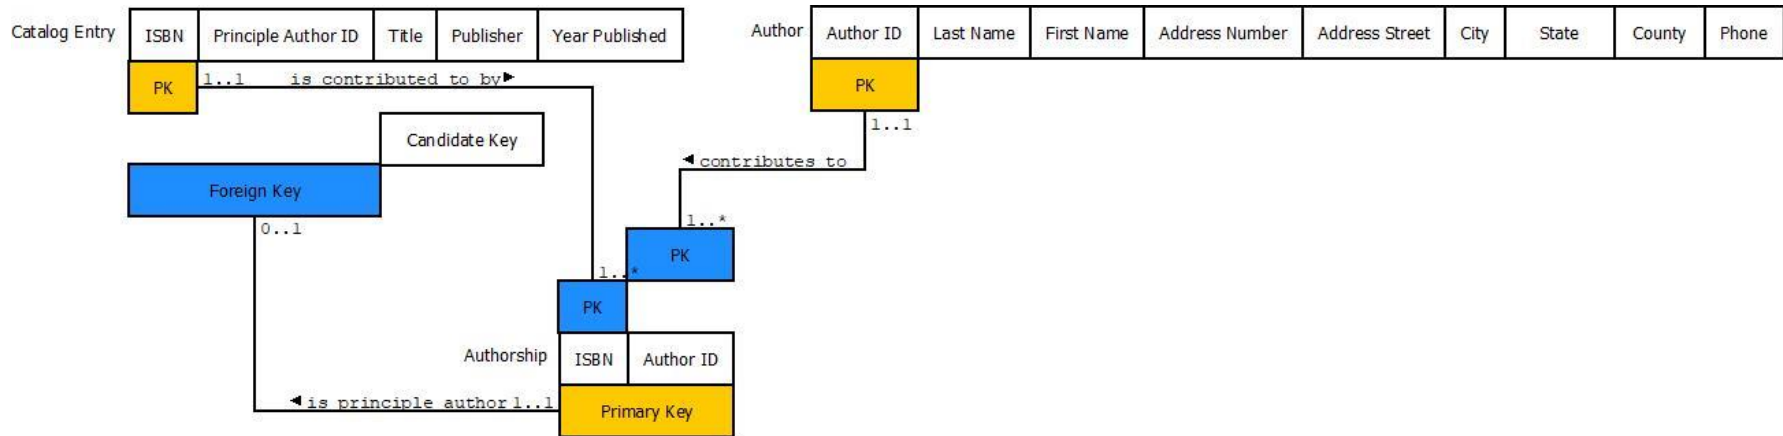 Catalog Entry ISBN Principle Author ID Title Publisher Year Published
Author Author ID Last Name First Name Address Number Address Street City State County Phone
PK
1..1 is contributed to by
PK
1..1
Candidate Key
contributes to
Foreign Key
0..1
1..*
PK
1..*
PK
Authorship ISBN Author ID
is principle author 1..1
Primary Key